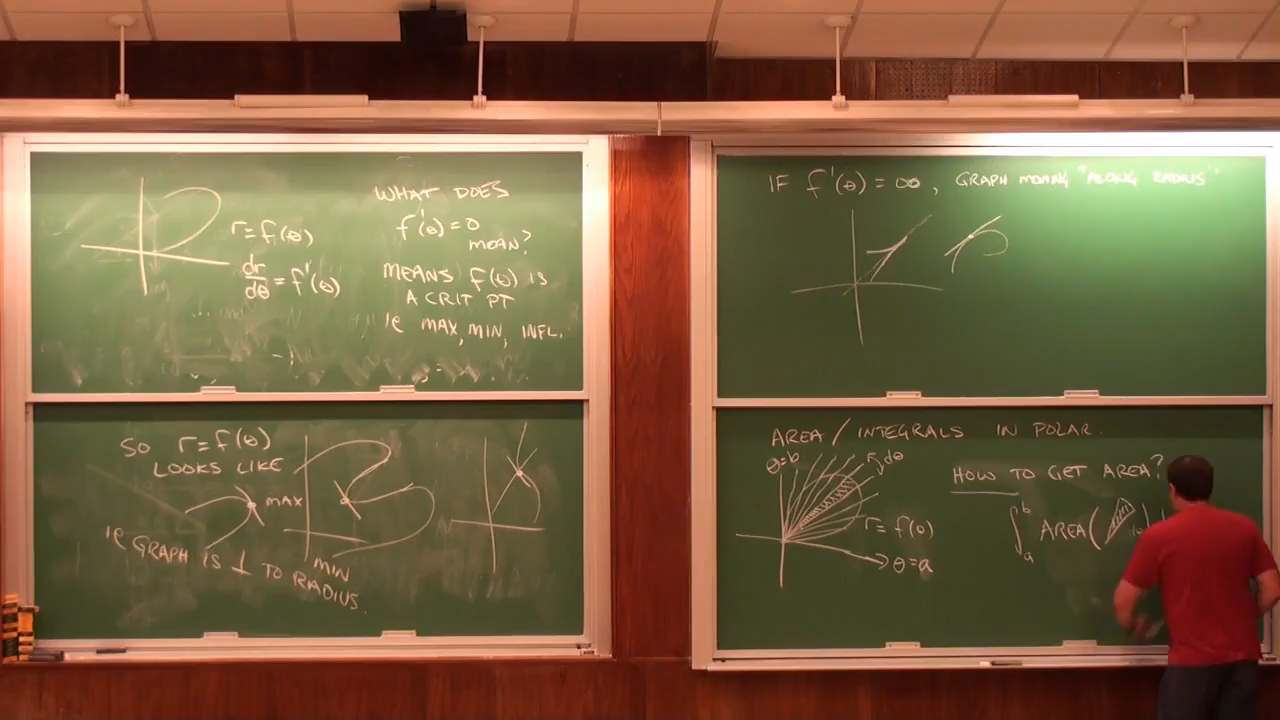 r=f(θ)
dr/dθ = f'(θ)
WHAT DOES
f'(θ)=0
MEAN?
MEANS f(θ) IS
A CRIT PT
IE MAX, MIN, INFL.
SO r=f(θ)
LOOKS LIKE
MAX
MIN
IE GRAPH IS ⊥ TO RADIUS.
IF f'(θ) = ∞, GRAPH MOVING "ALONG RADIUS"
AREA / INTEGRALS IN POLAR.
θ=b
dθ
r=f(θ)
θ=a
HOW TO GET AREA?
∫ₐᵇ AREA(